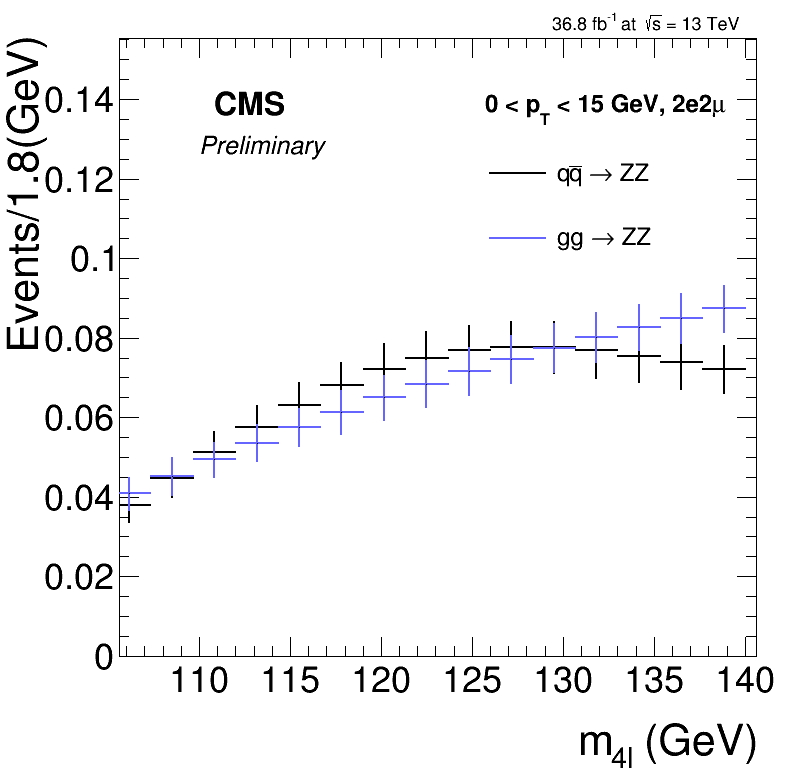 36.8 fb⁻¹ at √s = 13 TeV
Events/1.8(GeV)
CMS
Preliminary
0 < p_T < 15 GeV, 2e2μ
qq̅ → ZZ
gg → ZZ
0.14
0.12
0.1
0.08
0.06
0.04
0.02
0
110 115 120 125 130 135 140
m_4l (GeV)